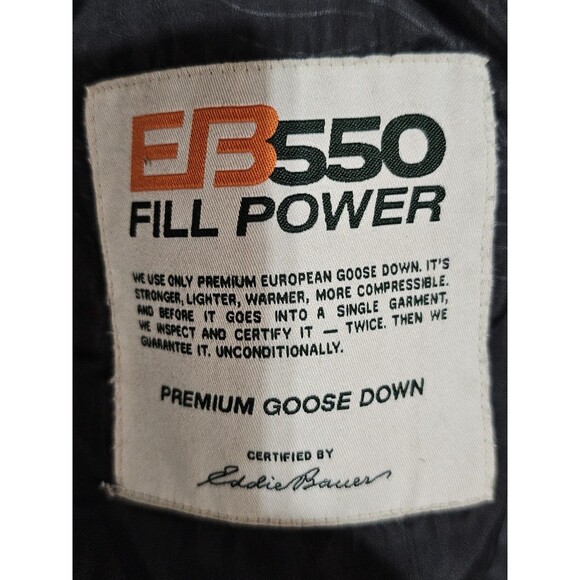 EB550
FILL POWER
WE USE ONLY PREMIUM EUROPEAN GOOSE DOWN. IT'S
STRONGER, LIGHTER, WARMER, MORE COMPRESSIBLE.
AND BEFORE IT GOES INTO A SINGLE GARMENT,
WE INSPECT AND CERTIFY IT — TWICE. THEN WE
GUARANTEE IT. UNCONDITIONALLY.
PREMIUM GOOSE DOWN
CERTIFIED BY
Eddie Bauer